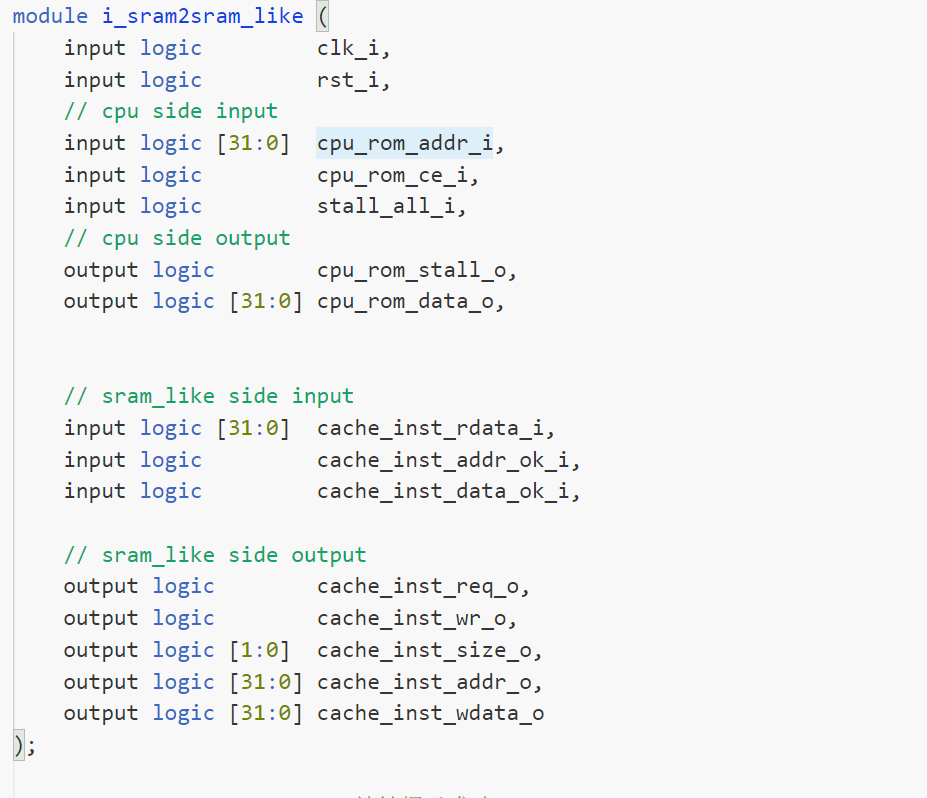 module i_sram2sram_like (
    input logic         clk_i,
    input logic         rst_i,
    // cpu side input
    input logic [31:0]  cpu_rom_addr_i,
    input logic         cpu_rom_ce_i,
    input logic         stall_all_i,
    // cpu side output
    output logic        cpu_rom_stall_o,
    output logic [31:0] cpu_rom_data_o,
    // sram_like side input
    input logic [31:0]  cache_inst_rdata_i,
    input logic         cache_inst_addr_ok_i,
    input logic         cache_inst_data_ok_i,
    // sram_like side output
    output logic        cache_inst_req_o,
    output logic        cache_inst_wr_o,
    output logic [1:0]  cache_inst_size_o,
    output logic [31:0] cache_inst_addr_o,
    output logic [31:0] cache_inst_wdata_o
);